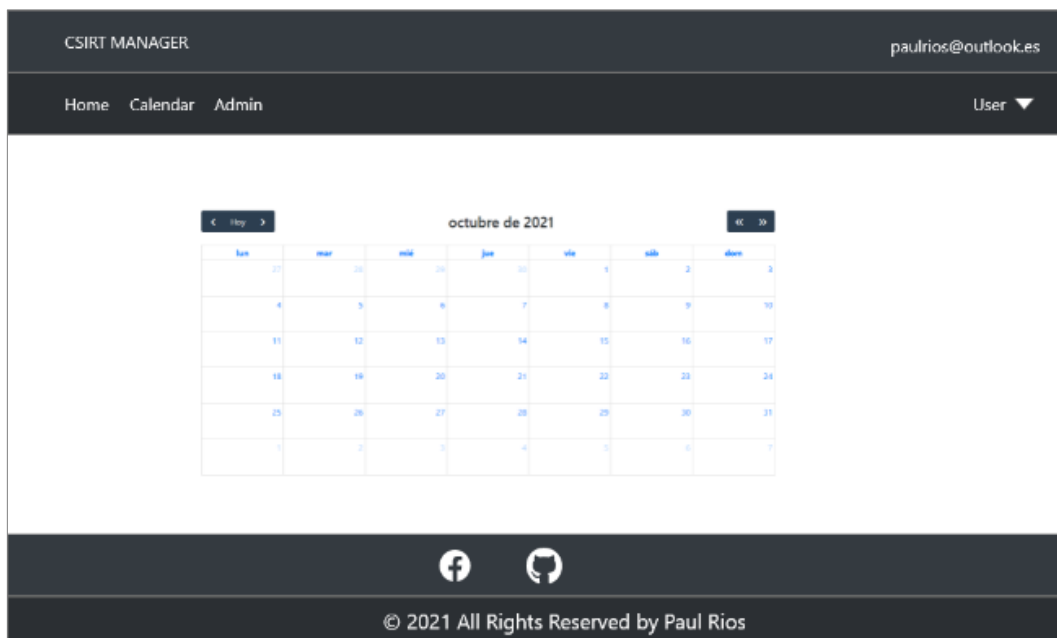 CSIRT MANAGER
paulrios@outlook.es
Home Calendar Admin
User
Hoy
octubre de 2021
lun mar mié jue vie sáb dom
27 28 29 30 1 2 3
4 5 6 7 8 9 10
11 12 13 14 15 16 17
18 19 20 21 22 23 24
25 26 27 28 29 30 31
1 2 3 4 5 6 7
© 2021 All Rights Reserved by Paul Rios